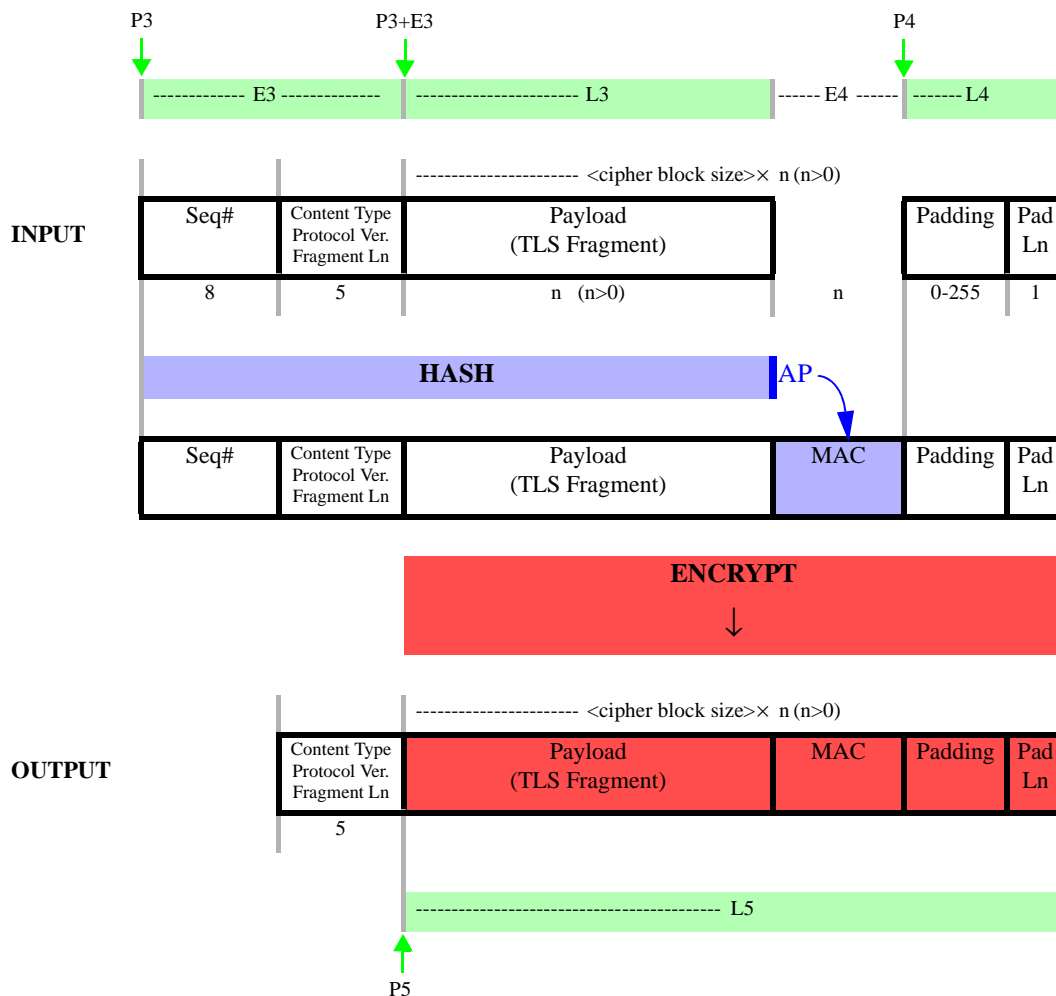 P3 P3+E3 P4
------------- E3 -------------- ----------------------- L3 ------ E4 ------ ------- L4
----------------------- <cipher block size>× n (n>0)
INPUT
Seq# Content Type Payload Padding Pad
Protocol Ver. (TLS Fragment) Ln
Fragment Ln
8 5 n (n>0) n 0-255 1
HASH AP
Seq# Content Type Payload MAC Padding Pad
Protocol Ver. (TLS Fragment) Ln
Fragment Ln
ENCRYPT
↓
----------------------- <cipher block size>× n (n>0)
OUTPUT
Content Type Payload MAC Padding Pad
Protocol Ver. (TLS Fragment) Ln
Fragment Ln
5
------------------------------------------- L5
P5